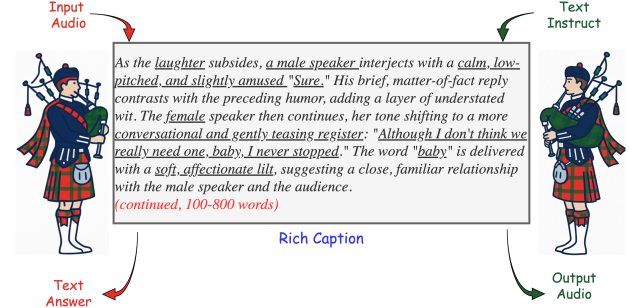 Input
Audio
Text
Instruct
As the laughter subsides, a male speaker interjects with a calm, low-
pitched, and slightly amused "Sure." His brief, matter-of-fact reply
contrasts with the preceding humor, adding a layer of understated
wit. The female speaker then continues, her tone shifting to a more
conversational and gently teasing register: "Although I don't think we
really need one, baby, I never stopped." The word "baby" is delivered
with a soft, affectionate lilt, suggesting a close, familiar relationship
with the male speaker and the audience.
(continued, 100-800 words)
Rich Caption
Text
Answer
Output
Audio